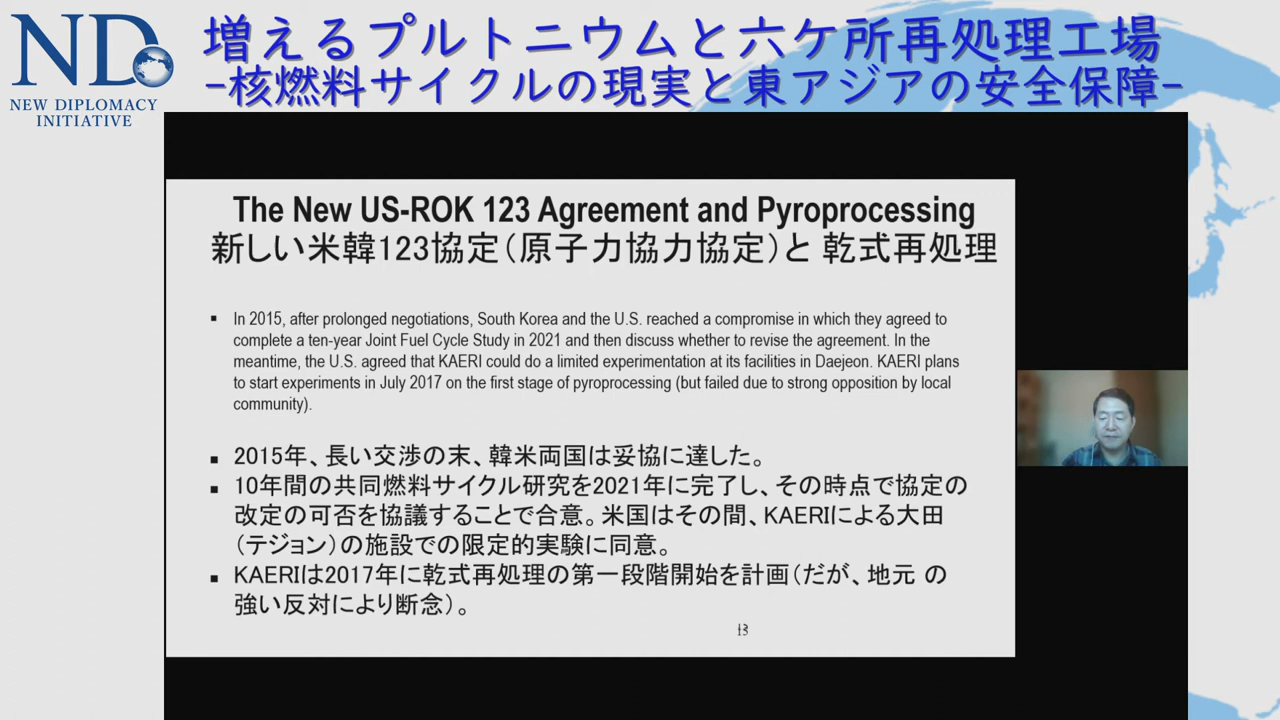 ND
NEW DIPLOMACY
INITIATIVE
増えるプルトニウムと六ケ所再処理工場
-核燃料サイクルの現実と東アジアの安全保障-
The New US-ROK 123 Agreement and Pyroprocessing
新しい米韓123協定（原子力協力協定）と 乾式再処理
▪ In 2015, after prolonged negotiations, South Korea and the U.S. reached a compromise in which they agreed to
complete a ten-year Joint Fuel Cycle Study in 2021 and then discuss whether to revise the agreement. In the
meantime, the U.S. agreed that KAERI could do a limited experimentation at its facilities in Daejeon. KAERI plans
to start experiments in July 2017 on the first stage of pyroprocessing (but failed due to strong opposition by local
community).
▪ 2015年、長い交渉の末、韓米両国は妥協に達した。
▪ 10年間の共同燃料サイクル研究を2021年に完了し、その時点で協定の
改定の可否を協議することで合意。米国はその間、KAERIによる大田
（テジョン）の施設での限定的実験に同意。
▪ KAERIは2017年に乾式再処理の第一段階開始を計画（だが、地元 の
強い反対により断念）。